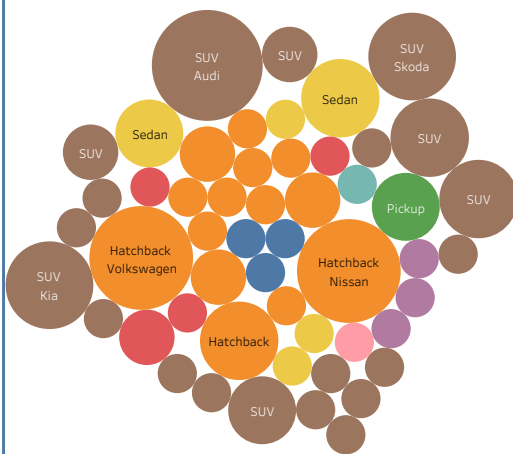 SUV
Audi
SUV
SUV
Skoda
Sedan
Sedan
SUV
SUV
SUV
Pickup
Hatchback
Volkswagen
Hatchback
Nissan
SUV
Kia
Hatchback
SUV